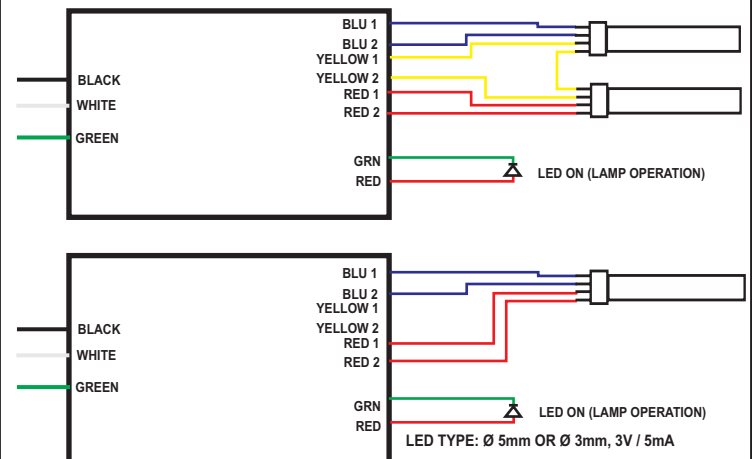 BLU 1
BLU 2
YELLOW 1
YELLOW 2
RED 1
RED 2
BLACK
WHITE
GREEN
GRN
RED
LED ON (LAMP OPERATION)
BLU 1
BLU 2
YELLOW 1
YELLOW 2
RED 1
RED 2
BLACK
WHITE
GREEN
GRN
RED
LED ON (LAMP OPERATION)
LED TYPE: Ø 5mm OR Ø 3mm, 3V / 5mA